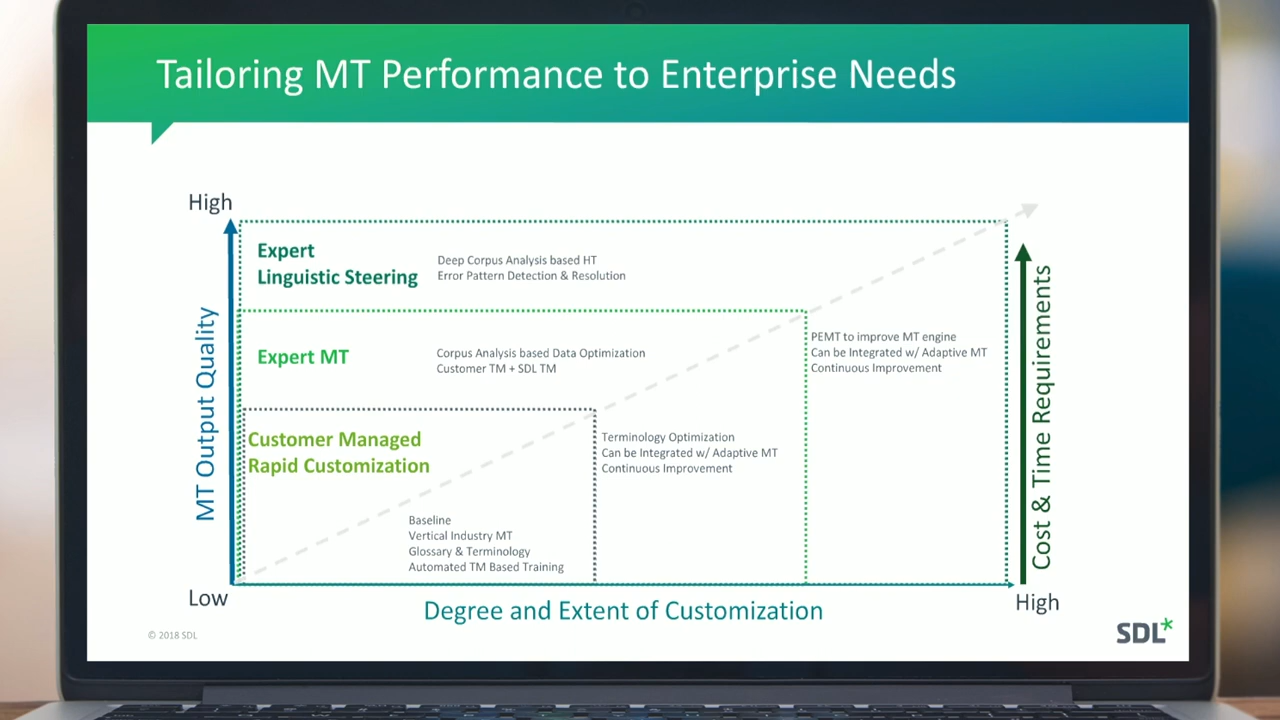 Tailoring MT Performance to Enterprise Needs
High
Expert
Linguistic Steering
Deep Corpus Analysis based HT
Error Pattern Detection & Resolution
Expert MT
Corpus Analysis based Data Optimization
Customer TM + SDL TM
PEMT to improve MT engine
Can be Integrated w/ Adaptive MT
Continuous Improvement
Customer Managed
Rapid Customization
Terminology Optimization
Can be Integrated w/ Adaptive MT
Continuous Improvement
Baseline
Vertical Industry MT
Glossary & Terminology
Automated TM Based Training
MT Output Quality
Cost & Time Requirements
Low
Degree and Extent of Customization
High
© 2018 SDL
SDL*